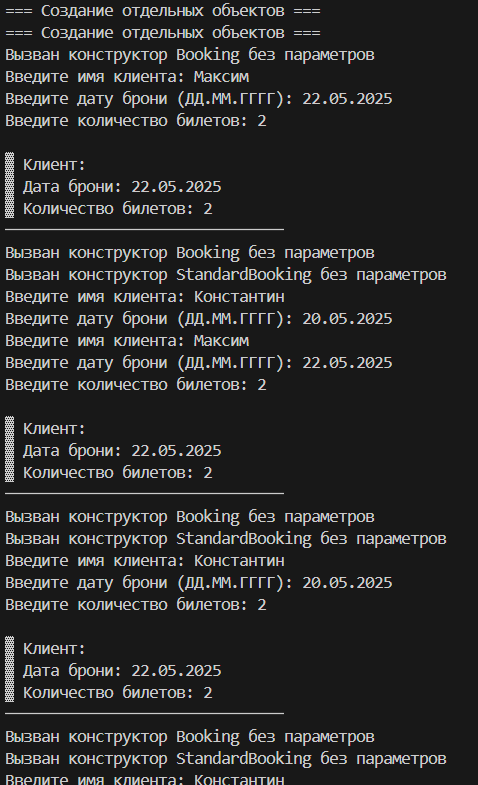 === Создание отдельных объектов ===
=== Создание отдельных объектов ===
Вызван конструктор Booking без параметров
Введите имя клиента: Максим
Введите дату брони (ДД.ММ.ГГГГ): 22.05.2025
Введите количество билетов: 2
▒ Клиент:
▒ Дата брони: 22.05.2025
▒ Количество билетов: 2
───────────────────────────────
Вызван конструктор Booking без параметров
Вызван конструктор StandardBooking без параметров
Введите имя клиента: Константин
Введите дату брони (ДД.ММ.ГГГГ): 20.05.2025
Введите имя клиента: Максим
Введите дату брони (ДД.ММ.ГГГГ): 22.05.2025
Введите количество билетов: 2
▒ Клиент:
▒ Дата брони: 22.05.2025
▒ Количество билетов: 2
───────────────────────────────
Вызван конструктор Booking без параметров
Вызван конструктор StandardBooking без параметров
Введите имя клиента: Константин
Введите дату брони (ДД.ММ.ГГГГ): 20.05.2025
Введите количество билетов: 2
▒ Клиент:
▒ Дата брони: 22.05.2025
▒ Количество билетов: 2
───────────────────────────────
Вызван конструктор Booking без параметров
Вызван конструктор StandardBooking без параметров
Введите имя клиента: Константин